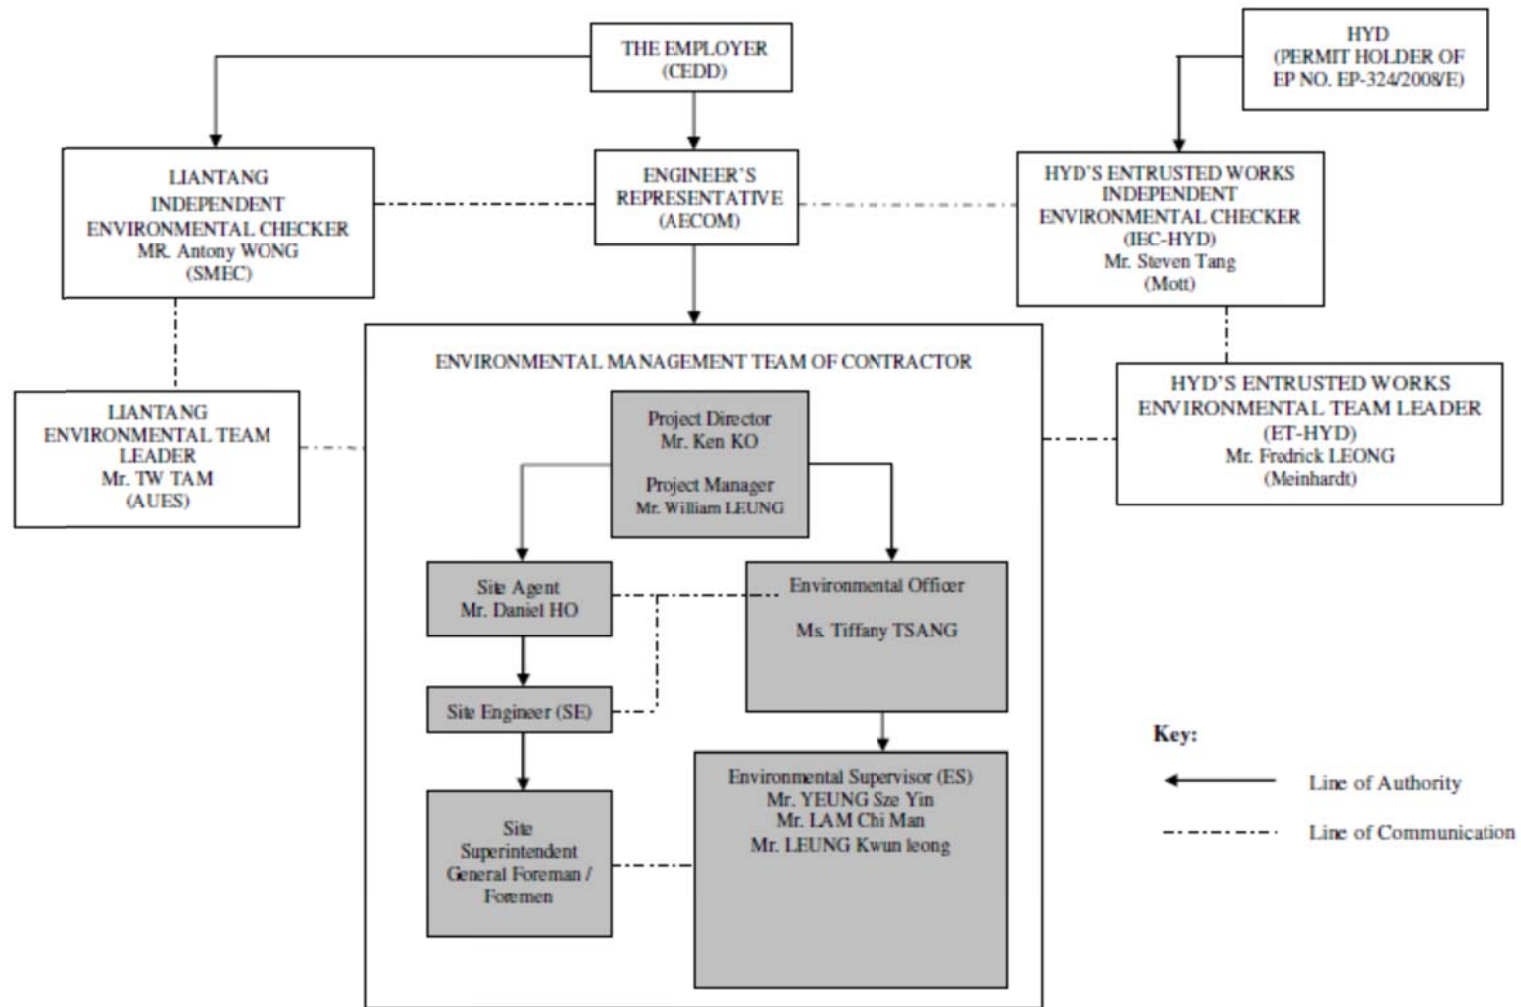 THE EMPLOYER
(CEDD)
HYD
(PERMIT HOLDER OF
EP NO. EP-324/2008/E)
LIANTANG
INDEPENDENT
ENVIRONMENTAL CHECKER
MR. Antony WONG
(SMEC)
ENGINEER'S
REPRESENTATIVE
(AECOM)
HYD'S ENTRUSTED WORKS
INDEPENDENT
ENVIRONMENTAL CHECKER
(IEC-HYD)
Mr. Steven Tang
(Mott)
LIANTANG
ENVIRONMENTAL TEAM
LEADER
Mr. TW TAM
(AUES)
ENVIRONMENTAL MANAGEMENT TEAM OF CONTRACTOR
HYD'S ENTRUSTED WORKS
ENVIRONMENTAL TEAM LEADER
(ET-HYD)
Mr. Fredrick LEONG
(Meinhardt)
Project Director
Mr. Ken KO
Project Manager
Mr. William LEUNG
Site Agent
Mr. Daniel HO
Environmental Officer
Ms. Tiffany TSANG
Site Engineer (SE)
Site
Superintendent
General Foreman /
Foremen
Environmental Supervisor (ES)
Mr. YEUNG Sze Yin
Mr. LAM Chi Man
Mr. LEUNG Kwun leong
Key:
Line of Authority
Line of Communication